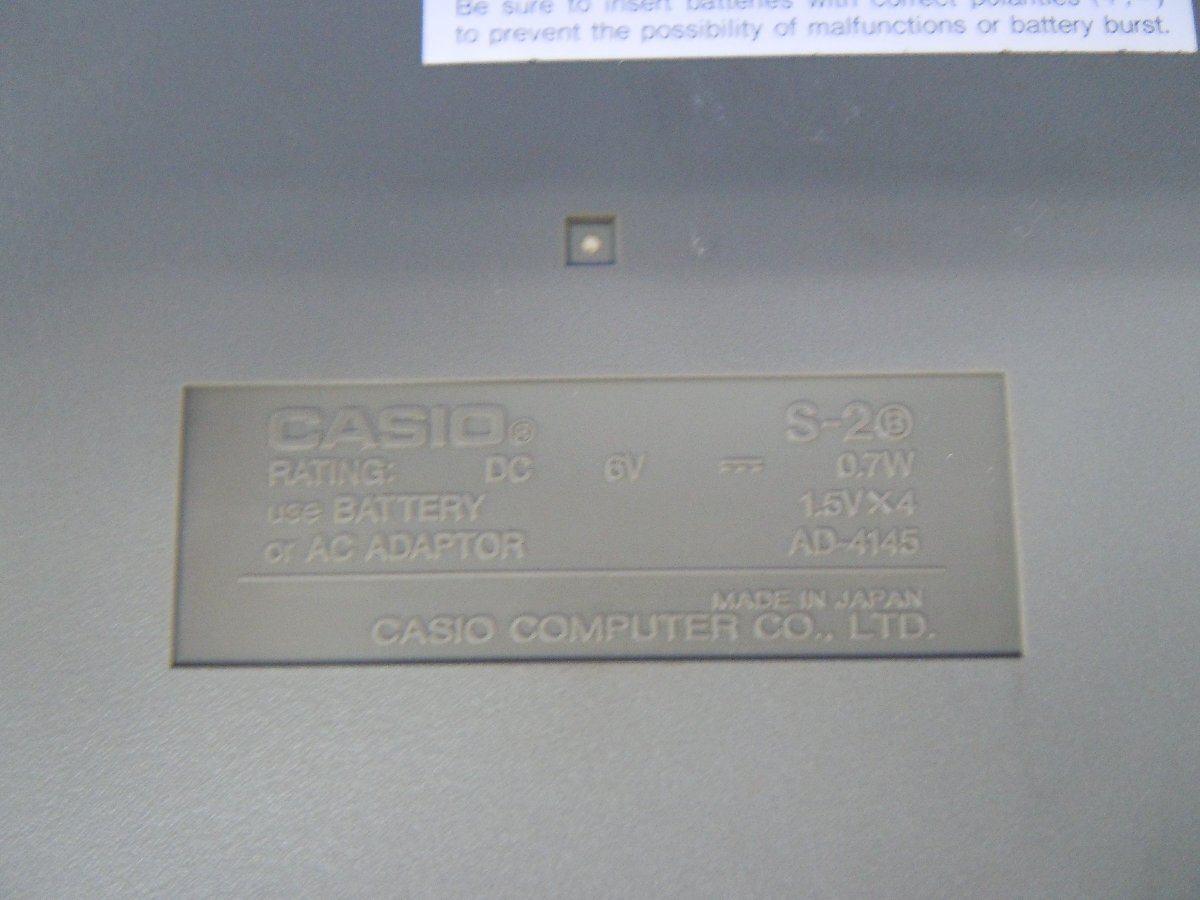 Be sure to insert batteries with correct polarities (+, -)
to prevent the possibility of malfunctions or battery burst.
CASIO® S-2Ⓑ
RATING: DC 6V ⎓ 0.7W
use BATTERY 1.5V×4
or AC ADAPTOR AD-4145
MADE IN JAPAN
CASIO COMPUTER CO., LTD.